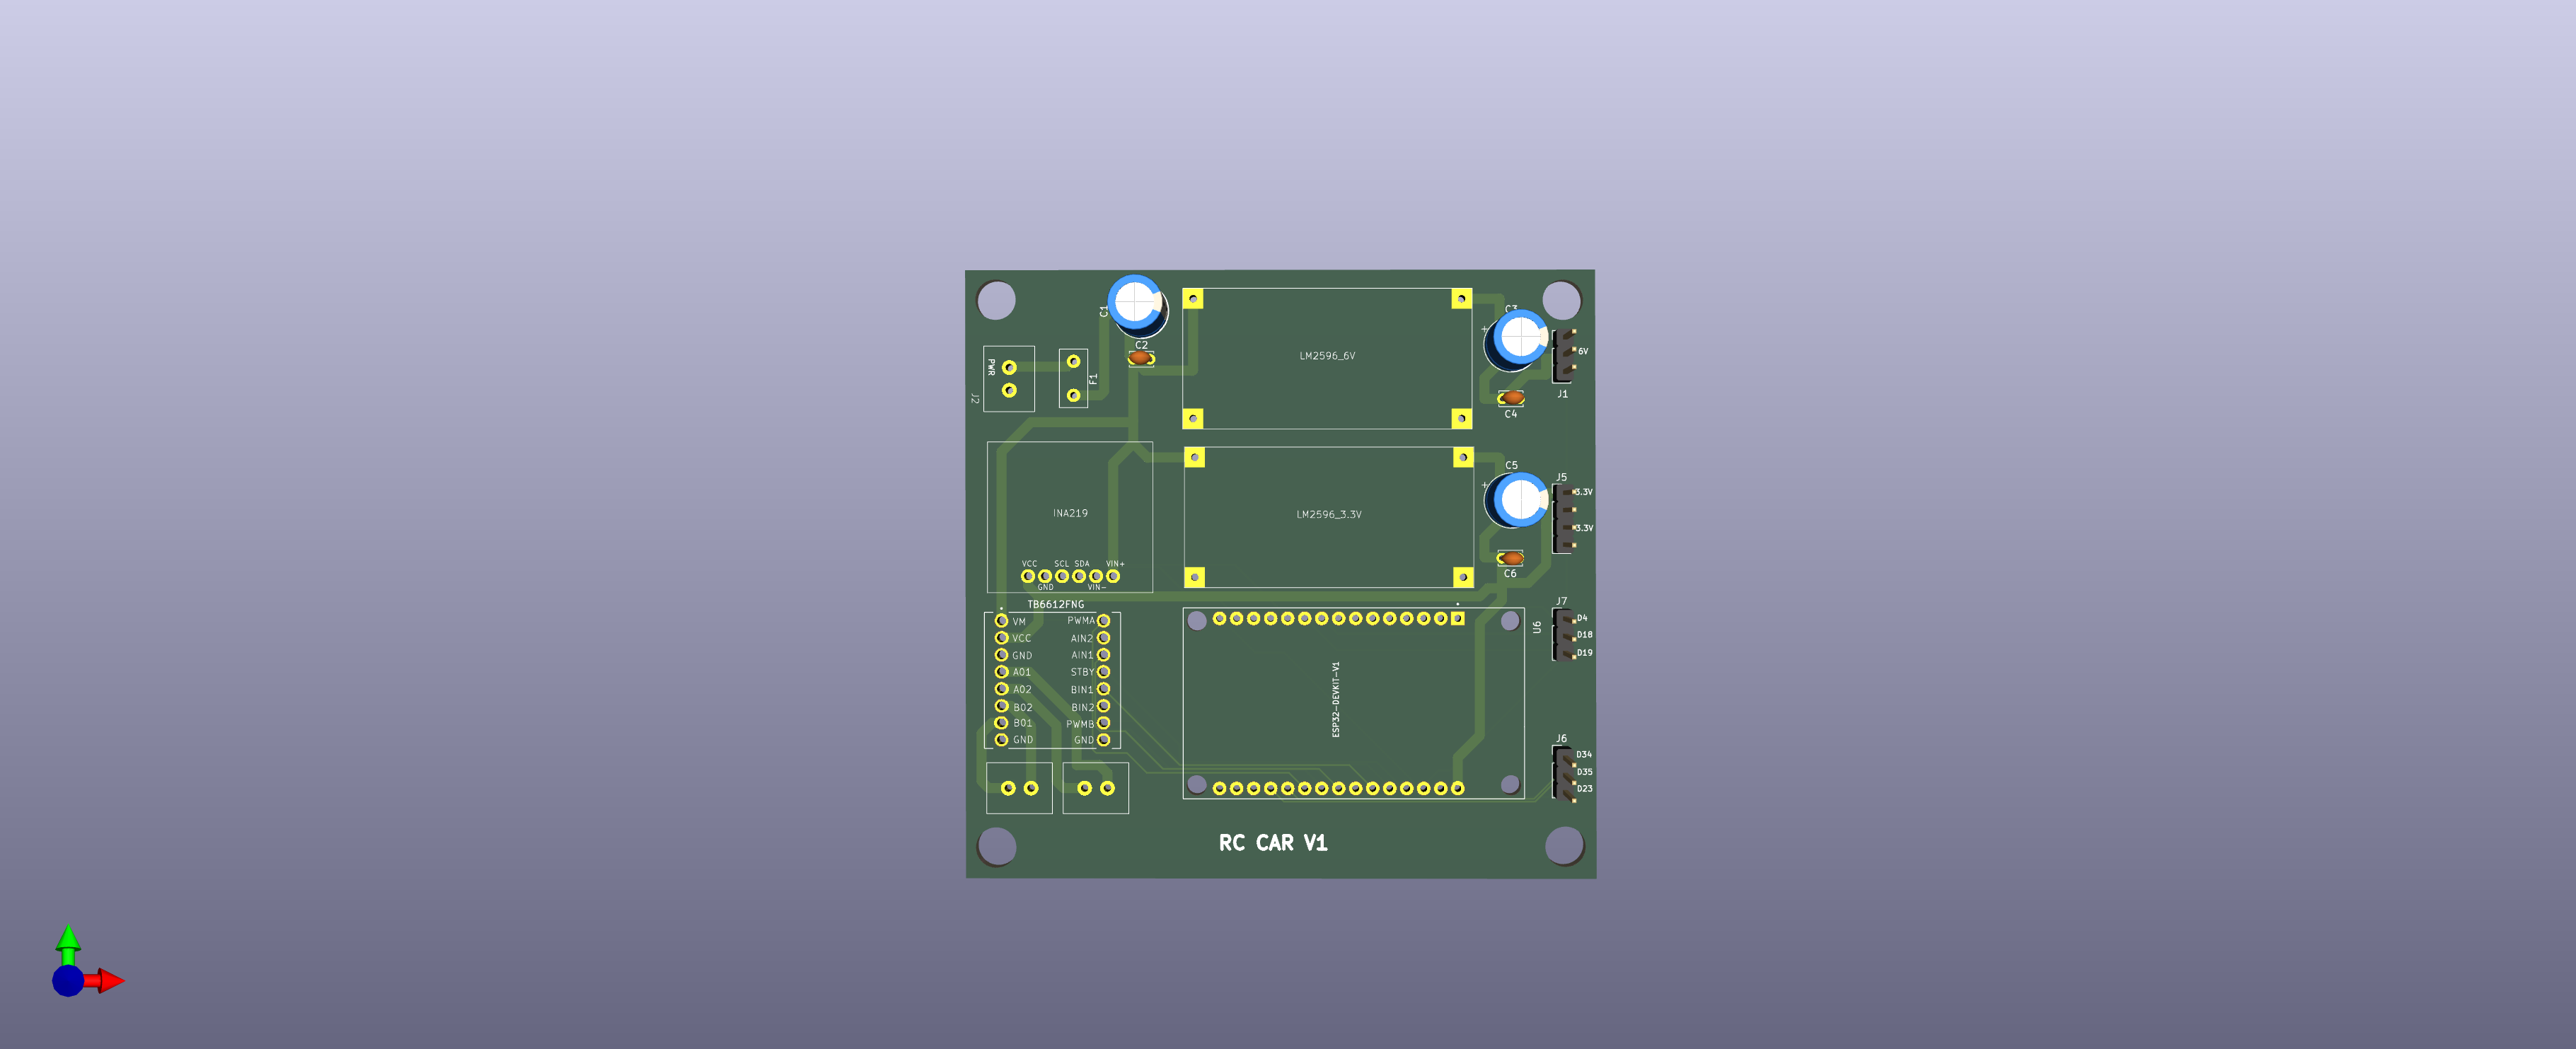 C1
C2
PWR
J2
F1
LM2596_6V
C3
+
6V
J1
C4
INA219
VCC SCL SDA VIN+
GND VIN-
LM2596_3.3V
C5
+
J5
3.3V
3.3V
C6
TB6612FNG
VM PWMA
VCC AIN2
GND AIN1
A01 STBY
A02 BIN1
B02 BIN2
B01 PWMB
GND GND
ESP32-DEVKIT-V1
U6
J7
D4
D18
D19
J6
D34
D35
D23
RC CAR V1